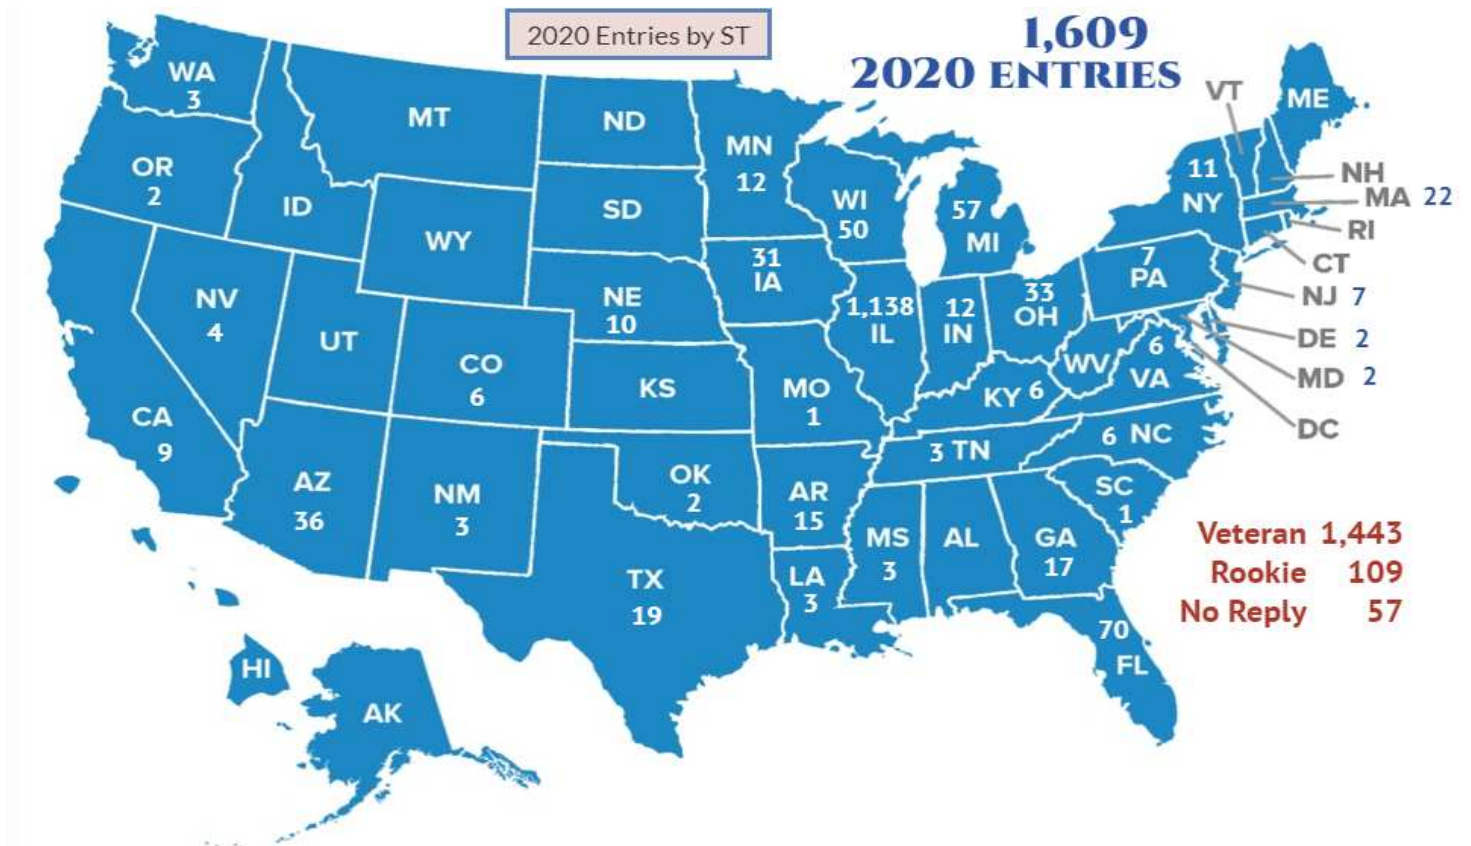 2020 Entries by ST
1,609
2020 ENTRIES
WA
3
MT
ND
MN
12
OR
2
ID
WY
SD
WI
50
57
MI
11
NY
VT
ME
NH
MA 22
RI
CT
NJ 7
DE 2
MD 2
DC
NV
4
UT
CO
6
NE
10
31
IA
1,138
IL
12
IN
33
OH
7
PA
CA
9
KS
MO
1
KY 6
WV
6
VA
AZ
36
NM
3
OK
2
AR
15
3 TN
6 NC
SC
1
TX
19
LA
3
MS
3
AL
GA
17
70
FL
HI
AK
Veteran 1,443
Rookie 109
No Reply 57